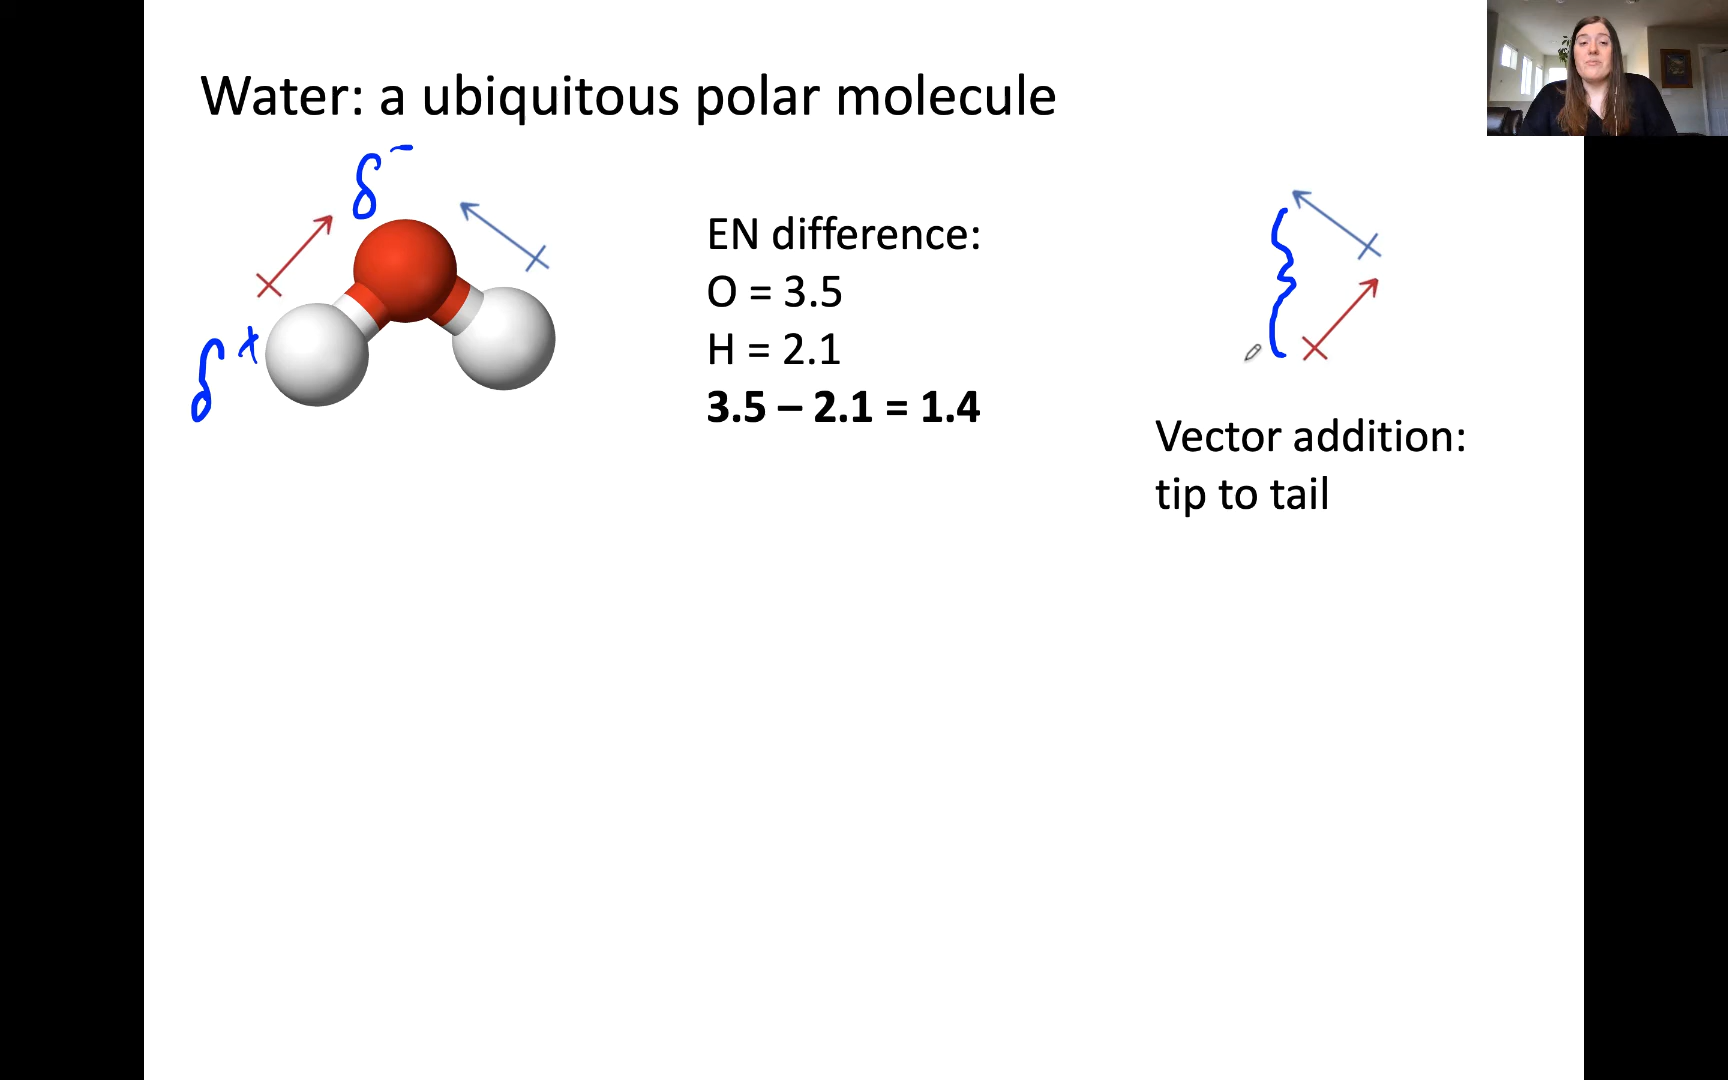 Water: a ubiquitous polar molecule
δ⁻
δ⁺
EN difference:
O = 3.5
H = 2.1
3.5 – 2.1 = 1.4
Vector addition:
tip to tail